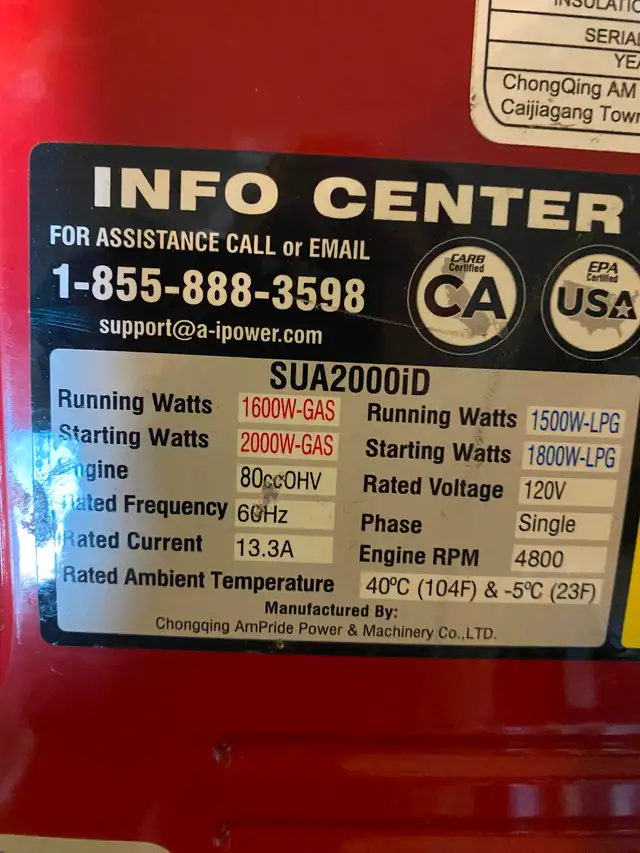 INSULATIO
SERIAL
YEA
ChongQing AM
Caijiagang Town
INFO CENTER
FOR ASSISTANCE CALL or EMAIL
1-855-888-3598
support@a-ipower.com
CARB
Certified
CA
EPA
Certified
USA
SUA2000iD
Running Watts 1600W-GAS Running Watts 1500W-LPG
Starting Watts 2000W-GAS Starting Watts 1800W-LPG
Engine 80ccOHV Rated Voltage 120V
Rated Frequency 60Hz Phase Single
Rated Current 13.3A Engine RPM 4800
Rated Ambient Temperature 40ºC (104F) & -5ºC (23F)
Manufactured By:
Chongqing AmPride Power & Machinery Co.,LTD.